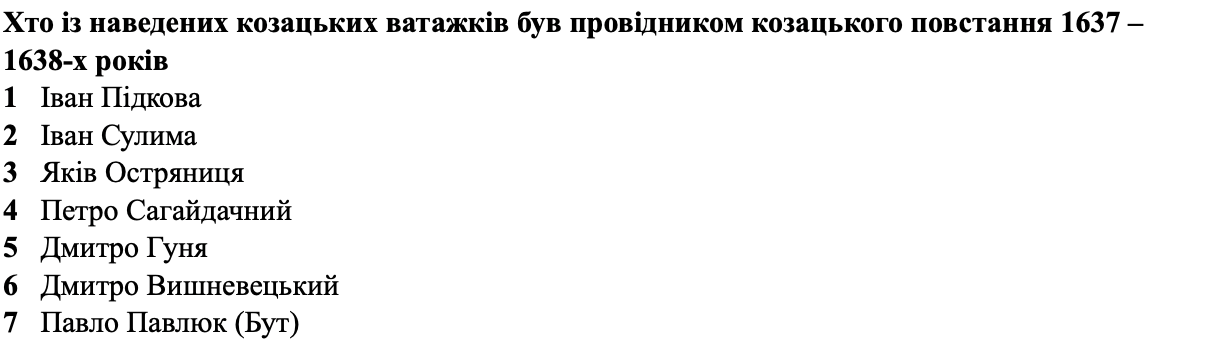 Хто із наведених козацьких ватажків був провідником козацького повстання 1637 –
1638-х років
1 Іван Підкова
2 Іван Сулима
3 Яків Остряниця
4 Петро Сагайдачний
5 Дмитро Гуня
6 Дмитро Вишневецький
7 Павло Павлюк (Бут)